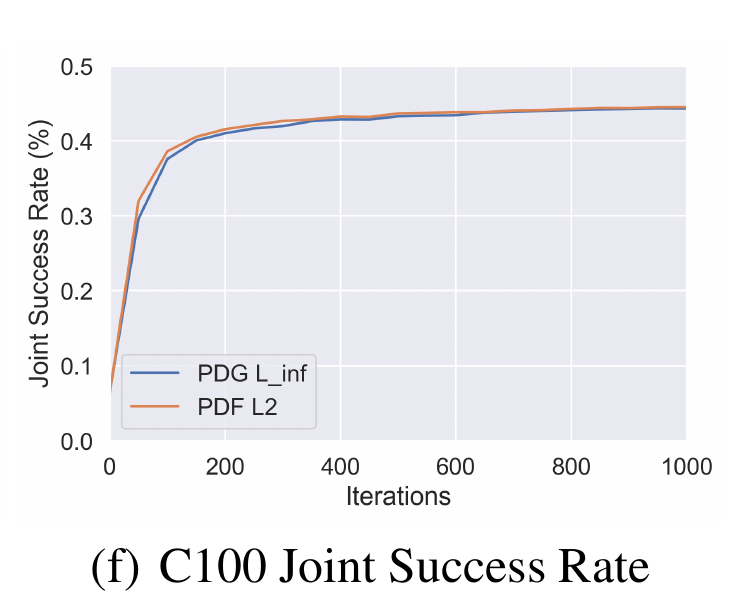 0.5
0.4
0.3
0.2
0.1
0.0
Joint Success Rate (%)
PDG L_inf
PDF L2
0 200 400 600 800 1000
Iterations
(f) C100 Joint Success Rate